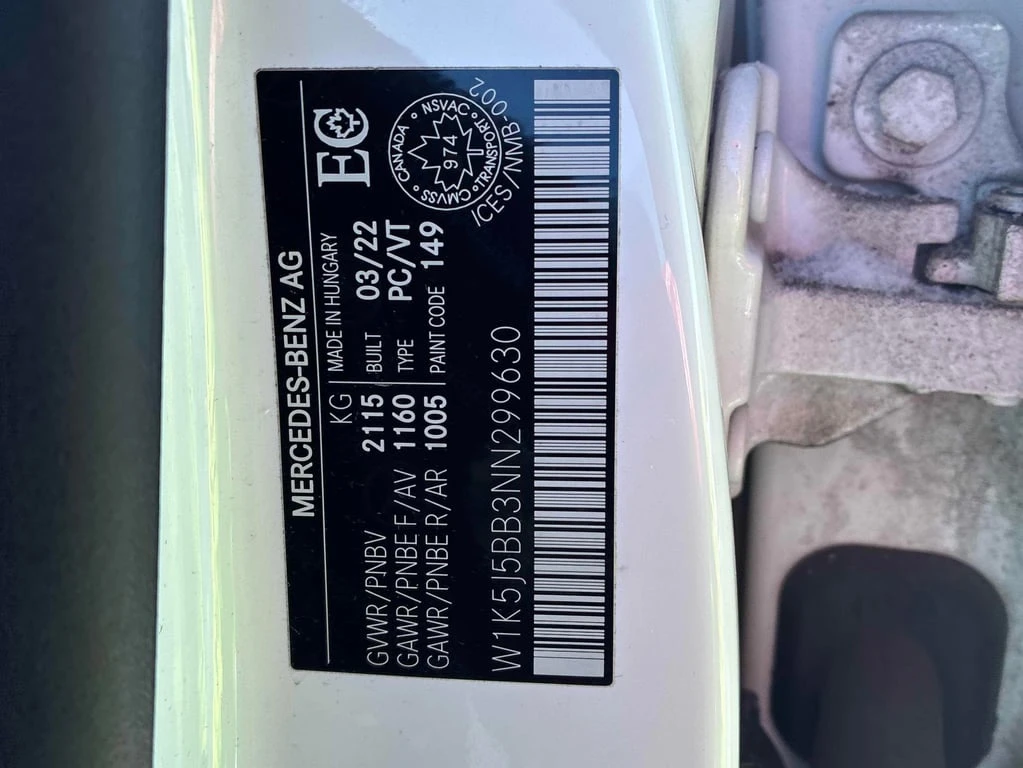 MERCEDES-BENZ AG
KG MADE IN HUNGARY
GVWR/PNBV 2115 BUILT 03/22
GAWR/PNBE F/AV 1160 TYPE PC/VT
GAWR/PNBE R/AR 1005 PAINT CODE 149
EC
CANADA • NSVAC • TRANSPORT • CMVSS
974
ICES/NMB-002
W1K5J5BB3NN299630